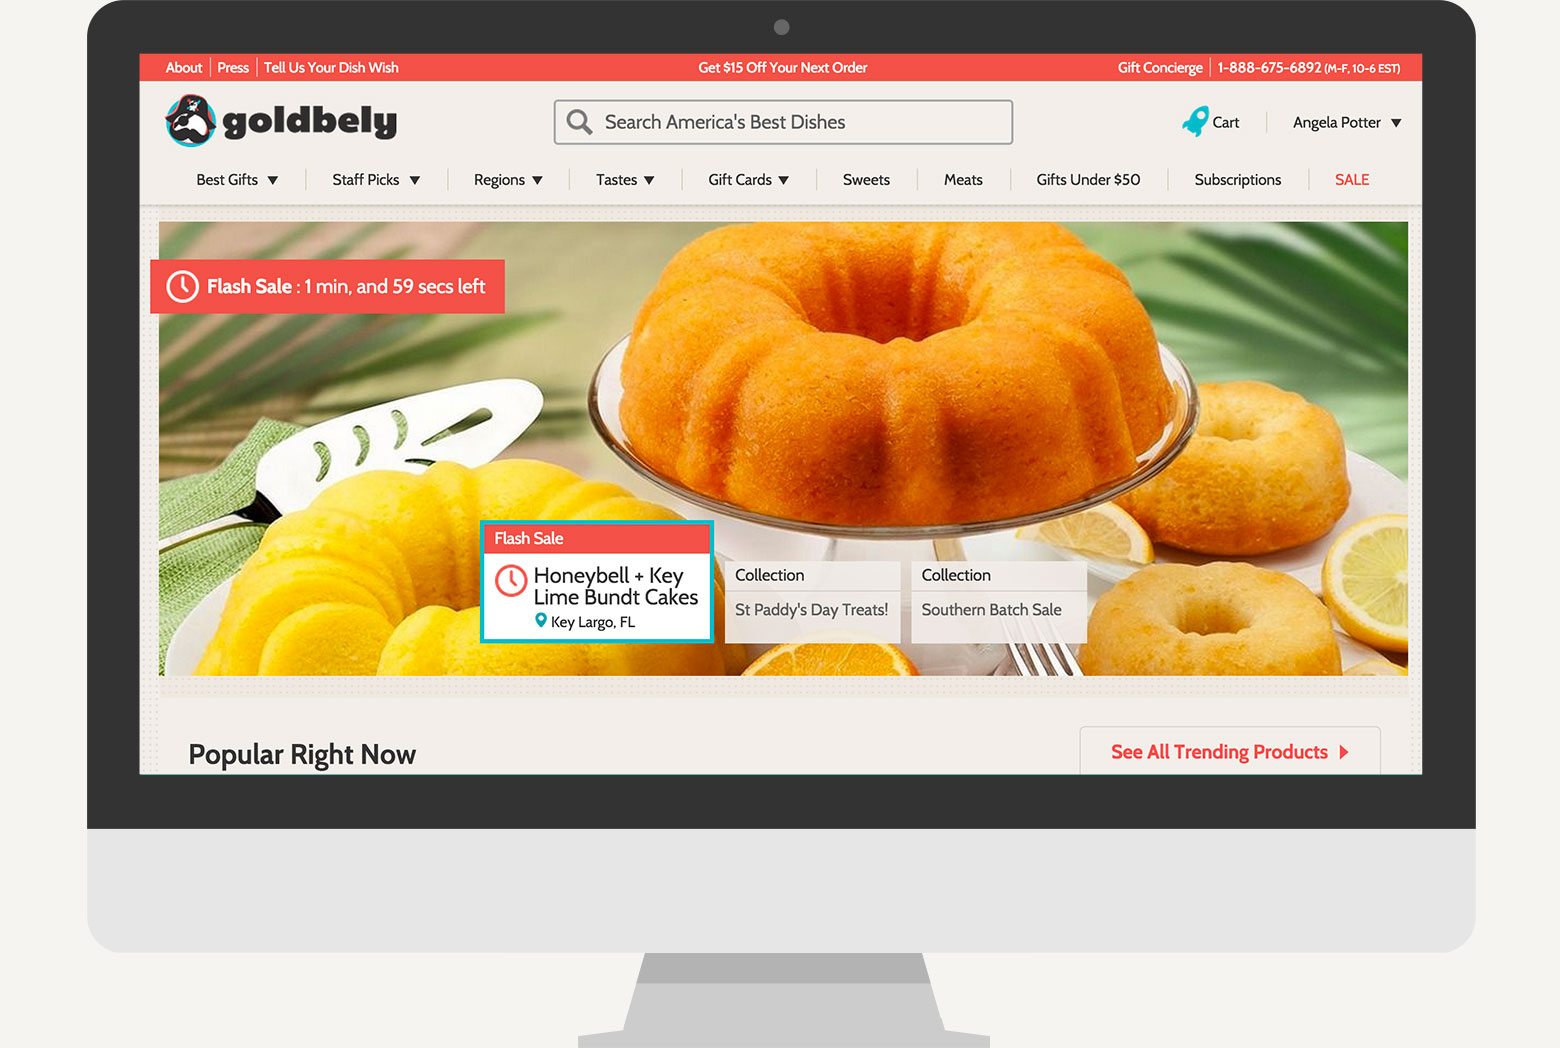 About Press Tell Us Your Dish Wish Get $15 Off Your Next Order Gift Concierge 1-888-675-6892 (M-F, 10-6 EST)
goldbely Search America's Best Dishes Cart Angela Potter
Best Gifts Staff Picks Regions Tastes Gift Cards Sweets Meats Gifts Under $50 Subscriptions SALE
Flash Sale : 1 min, and 59 secs left
Flash Sale
Honeybell + Key
Lime Bundt Cakes
Key Largo, FL
Collection
St Paddy's Day Treats!
Collection
Southern Batch Sale
Popular Right Now See All Trending Products